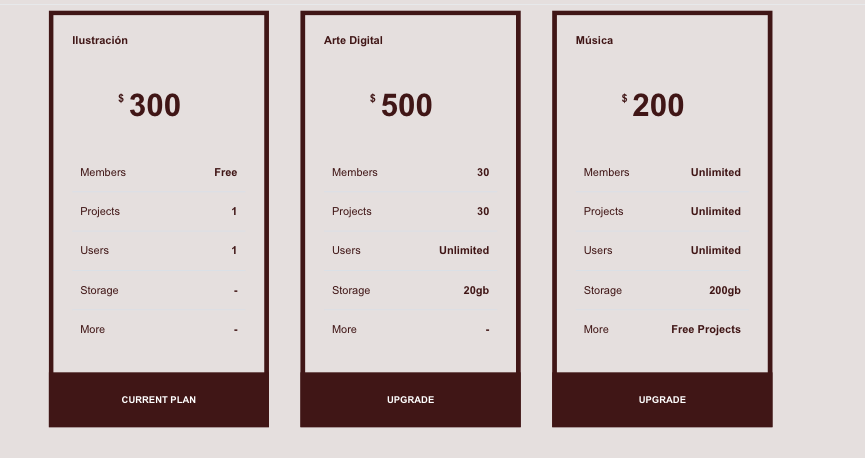 Ilustración
$ 300
Members Free
Projects 1
Users 1
Storage -
More -
CURRENT PLAN
Arte Digital
$ 500
Members 30
Projects 30
Users Unlimited
Storage 20gb
More -
UPGRADE
Música
$ 200
Members Unlimited
Projects Unlimited
Users Unlimited
Storage 200gb
More Free Projects
UPGRADE